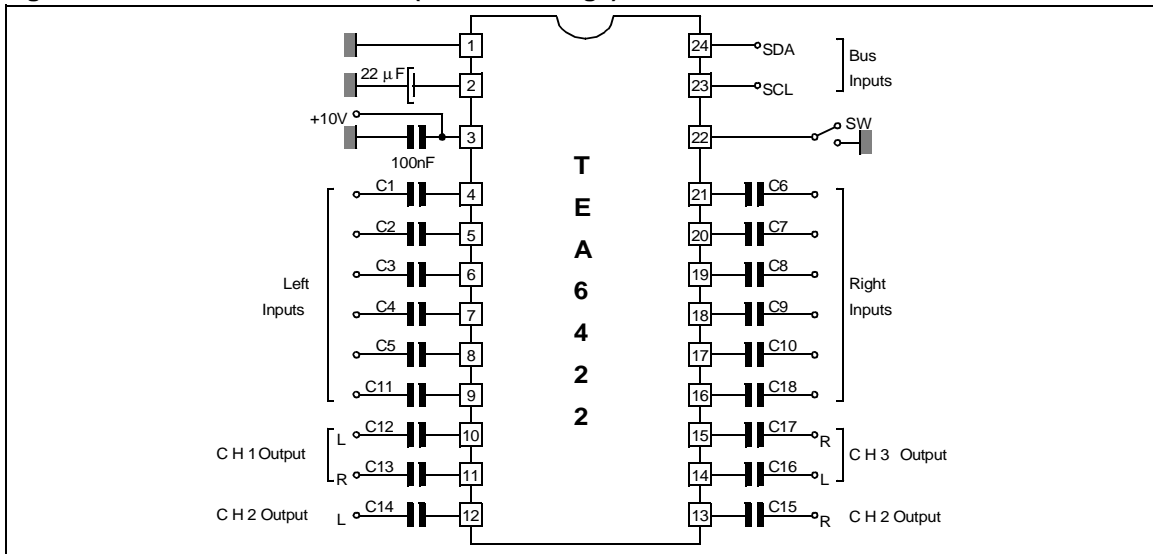 1
24
SDA
Bus
Inputs
22 µF
2
23
SCL
+10V
3
22
SW
100nF
T
E
A
6
4
2
2
C1
4
21
C6
C2
5
20
C7
C3
6
19
C8
Left
Inputs
Right
Inputs
C4
7
18
C9
C5
8
17
C10
C11
9
16
C18
C H 1 Output
L
C12
10
15
C17
R
C H 3 Output
R
C13
11
14
C16
L
C H 2 Output
L
C14
12
13
C15
R
C H 2 Output